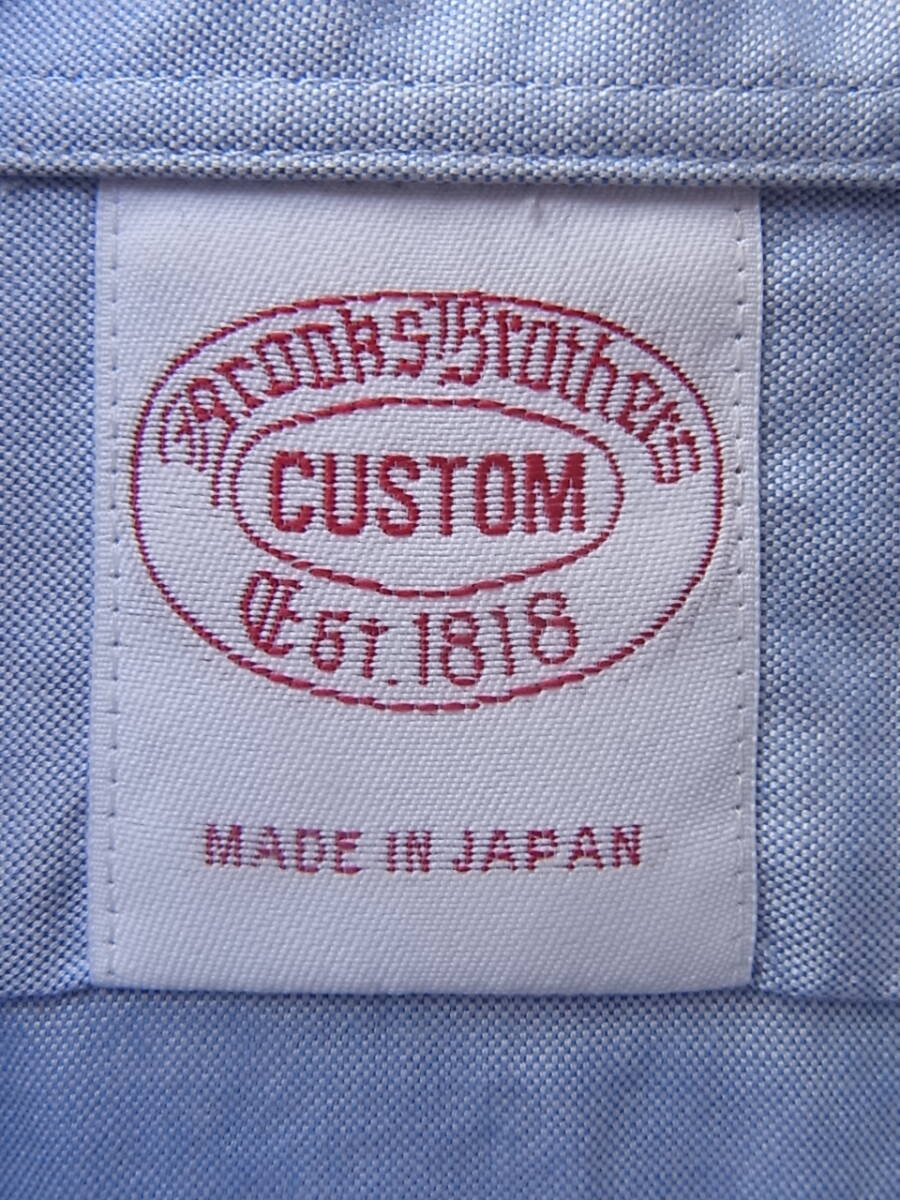 Brooks Brothers
CUSTOM
Est. 1818
MADE IN JAPAN